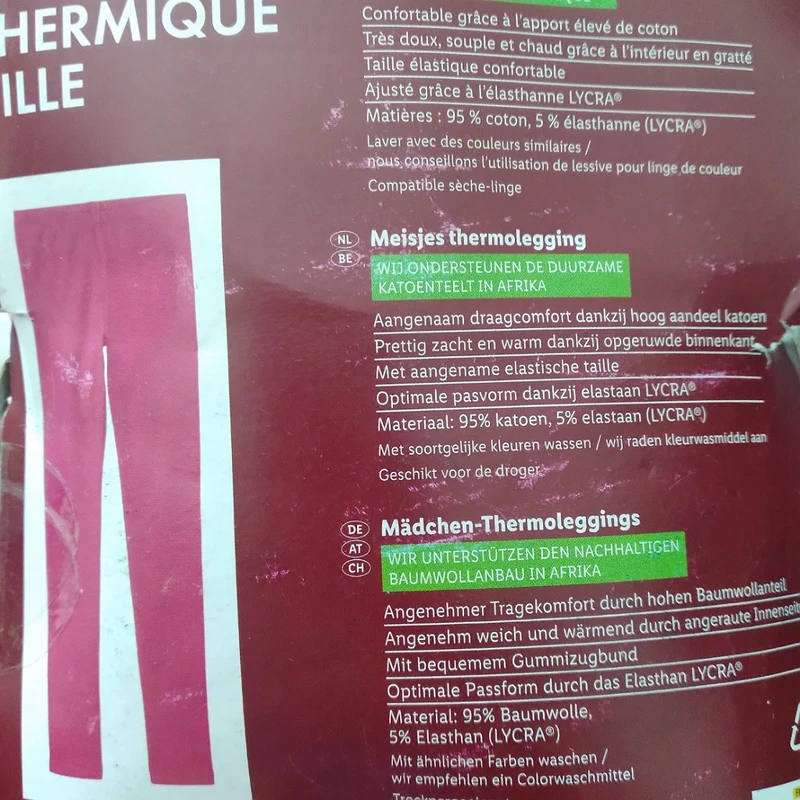 HERMIQUE
ILLE
Confortable grâce à l'apport élevé de coton
Très doux, souple et chaud grâce à l'intérieur en gratté
Taille élastique confortable
Ajusté grâce à l'élasthanne LYCRA®
Matières : 95 % coton, 5 % élasthanne (LYCRA®)
Laver avec des couleurs similaires /
nous conseillons l'utilisation de lessive pour linge de couleur
Compatible sèche-linge
NL
BE
Meisjes thermolegging
WIJ ONDERSTEUNEN DE DUURZAME
KATOENTEELT IN AFRIKA
Aangenaam draagcomfort dankzij hoog aandeel katoen
Prettig zacht en warm dankzij opgeruwde binnenkant
Met aangename elastische taille
Optimale pasvorm dankzij elastaan LYCRA®
Materiaal: 95% katoen, 5% elastaan (LYCRA®)
Met soortgelijke kleuren wassen / wij raden kleurwasmiddel aan
Geschikt voor de droger
DE
AT
CH
Mädchen-Thermoleggings
WIR UNTERSTÜTZEN DEN NACHHALTIGEN
BAUMWOLLANBAU IN AFRIKA
Angenehmer Tragekomfort durch hohen Baumwollanteil
Angenehm weich und wärmend durch angeraute Innenseit
Mit bequemem Gummizugbund
Optimale Passform durch das Elasthan LYCRA®
Material: 95% Baumwolle,
5% Elasthan (LYCRA®)
Mit ähnlichen Farben waschen /
wir empfehlen ein Colorwaschmittel